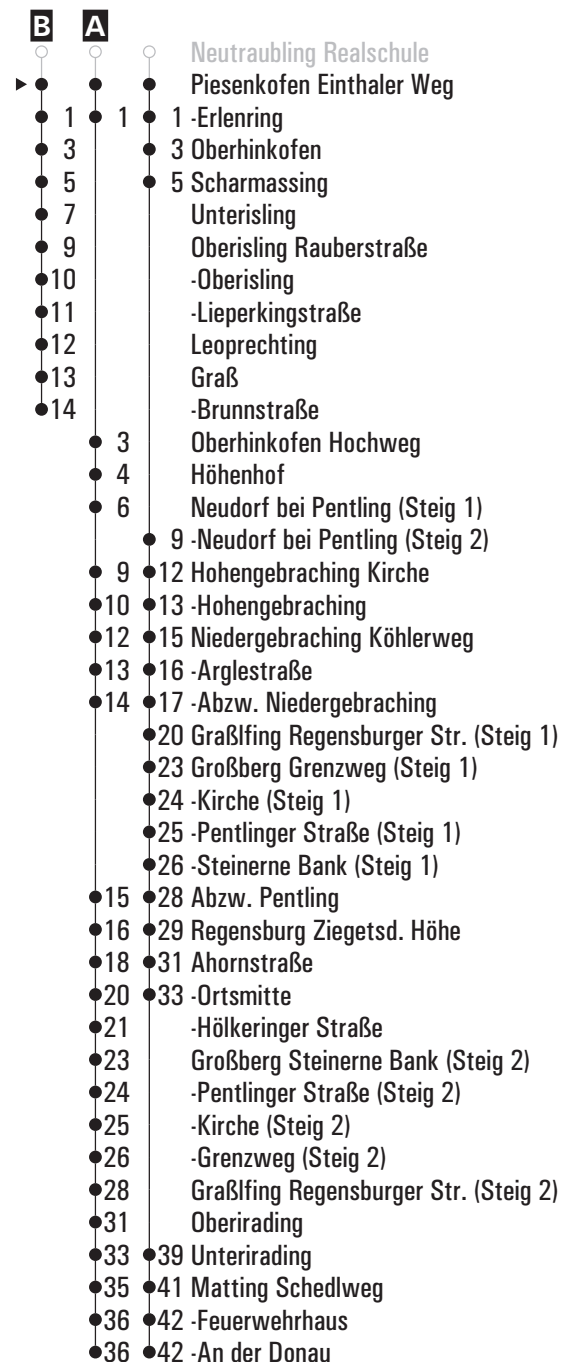 B A
Neutraubling Realschule
Piesenkofen Einthaler Weg
1 1 1 -Erlenring
3 3 Oberhinkofen
5 5 Scharmassing
7 Unterisling
9 Oberisling Rauberstraße
10 -Oberisling
11 -Lieperkingstraße
12 Leoprechting
13 Graß
14 -Brunnstraße
3 Oberhinkofen Hochweg
4 Höhenhof
6 Neudorf bei Pentling (Steig 1)
9 -Neudorf bei Pentling (Steig 2)
9 12 Hohengebraching Kirche
10 13 -Hohengebraching
12 15 Niedergebraching Köhlerweg
13 16 -Arglestraße
14 17 -Abzw. Niedergebraching
20 Graßlfing Regensburger Str. (Steig 1)
23 Großberg Grenzweg (Steig 1)
24 -Kirche (Steig 1)
25 -Pentlinger Straße (Steig 1)
26 -Steinerne Bank (Steig 1)
15 28 Abzw. Pentling
16 29 Regensburg Ziegetsd. Höhe
18 31 Ahornstraße
20 33 -Ortsmitte
21 -Hölkeringer Straße
23 Großberg Steinerne Bank (Steig 2)
24 -Pentlinger Straße (Steig 2)
25 -Kirche (Steig 2)
26 -Grenzweg (Steig 2)
28 Graßlfing Regensburger Str. (Steig 2)
31 Oberirading
33 39 Unterirading
35 41 Matting Schedlweg
36 42 -Feuerwehrhaus
36 42 -An der Donau